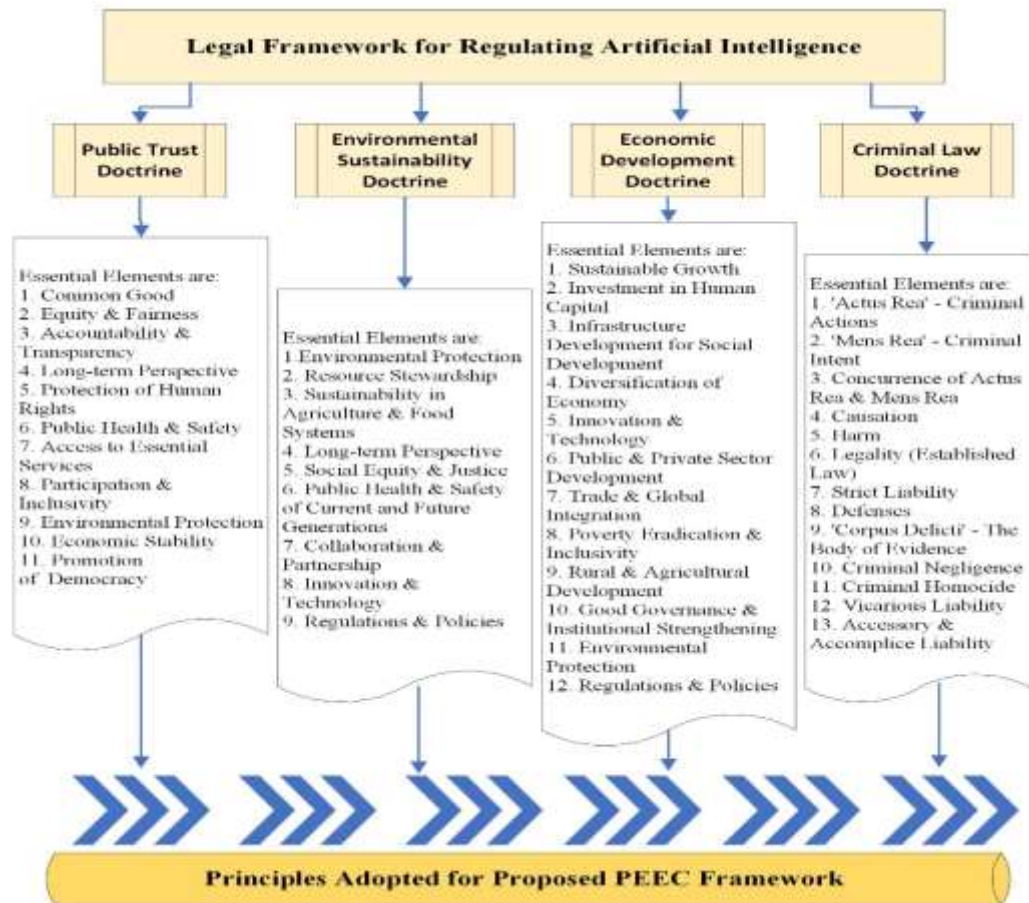 Legal Framework for Regulating Artificial Intelligence
Public Trust
Doctrine
Environmental
Sustainability
Doctrine
Economic
Development
Doctrine
Criminal Law
Doctrine
Essential Elements are:
1. Common Good
2. Equity & Fairness
3. Accountability &
Transparency
4. Long-term Perspective
5. Protection of Human
Rights
6. Public Health & Safety
7. Access to Essential
Services
8. Participation &
Inclusivity
9. Environmental Protection
10. Economic Stability
11. Promotion
of Democracy
Essential Elements are:
1.Environmental Protection
2. Resource Stewardship
3. Sustainability in
Agriculture & Food
Systems
4. Long-term Perspective
5. Social Equity & Justice
6. Public Health & Safety
of Current and Future
Generations
7. Collaboration &
Partnership
8. Innovation &
Technology
9. Regulations & Policies
Essential Elements are:
1. Sustainable Growth
2. Investment in Human
Capital
3. Infrastructure
Development for Social
Development
4. Diversification of
Economy
5. Innovation &
Technology
6. Public & Private Sector
Development
7. Trade & Global
Integration
8. Poverty Eradication &
Inclusivity
9. Rural & Agricultural
Development
10. Good Governance &
Institutional Strengthening
11. Environmental
Protection
12. Regulations & Policies
Essential Elements are:
1. 'Actus Rea' - Criminal
Actions
2. 'Mens Rea' - Criminal
Intent
3. Concurrence of Actus
Rea & Mens Rea
4. Causation
5. Harm
6. Legality (Established
Law)
7. Strict Liability
8. Defenses
9. 'Corpus Delicti' - The
Body of Evidence
10. Criminal Negligence
11. Criminal Homocide
12. Vicarious Liability
13. Accessory &
Accomplice Liability
Principles Adopted for Proposed PEEC Framework